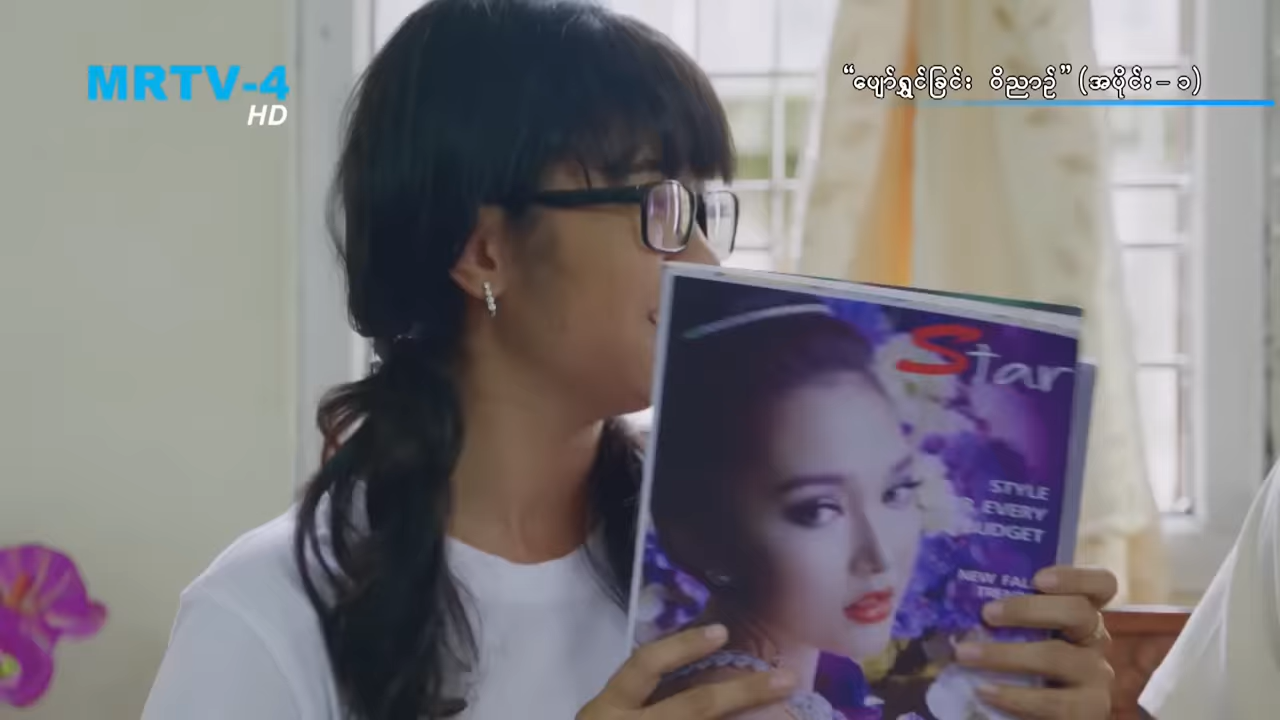 MRTV-4
HD
“ပျော်ရွှင်ခြင်း ဝိညာဉ်” (အပိုင်း – ၁)
Star
STYLE
EVERY
BUDGET
NEW FALL